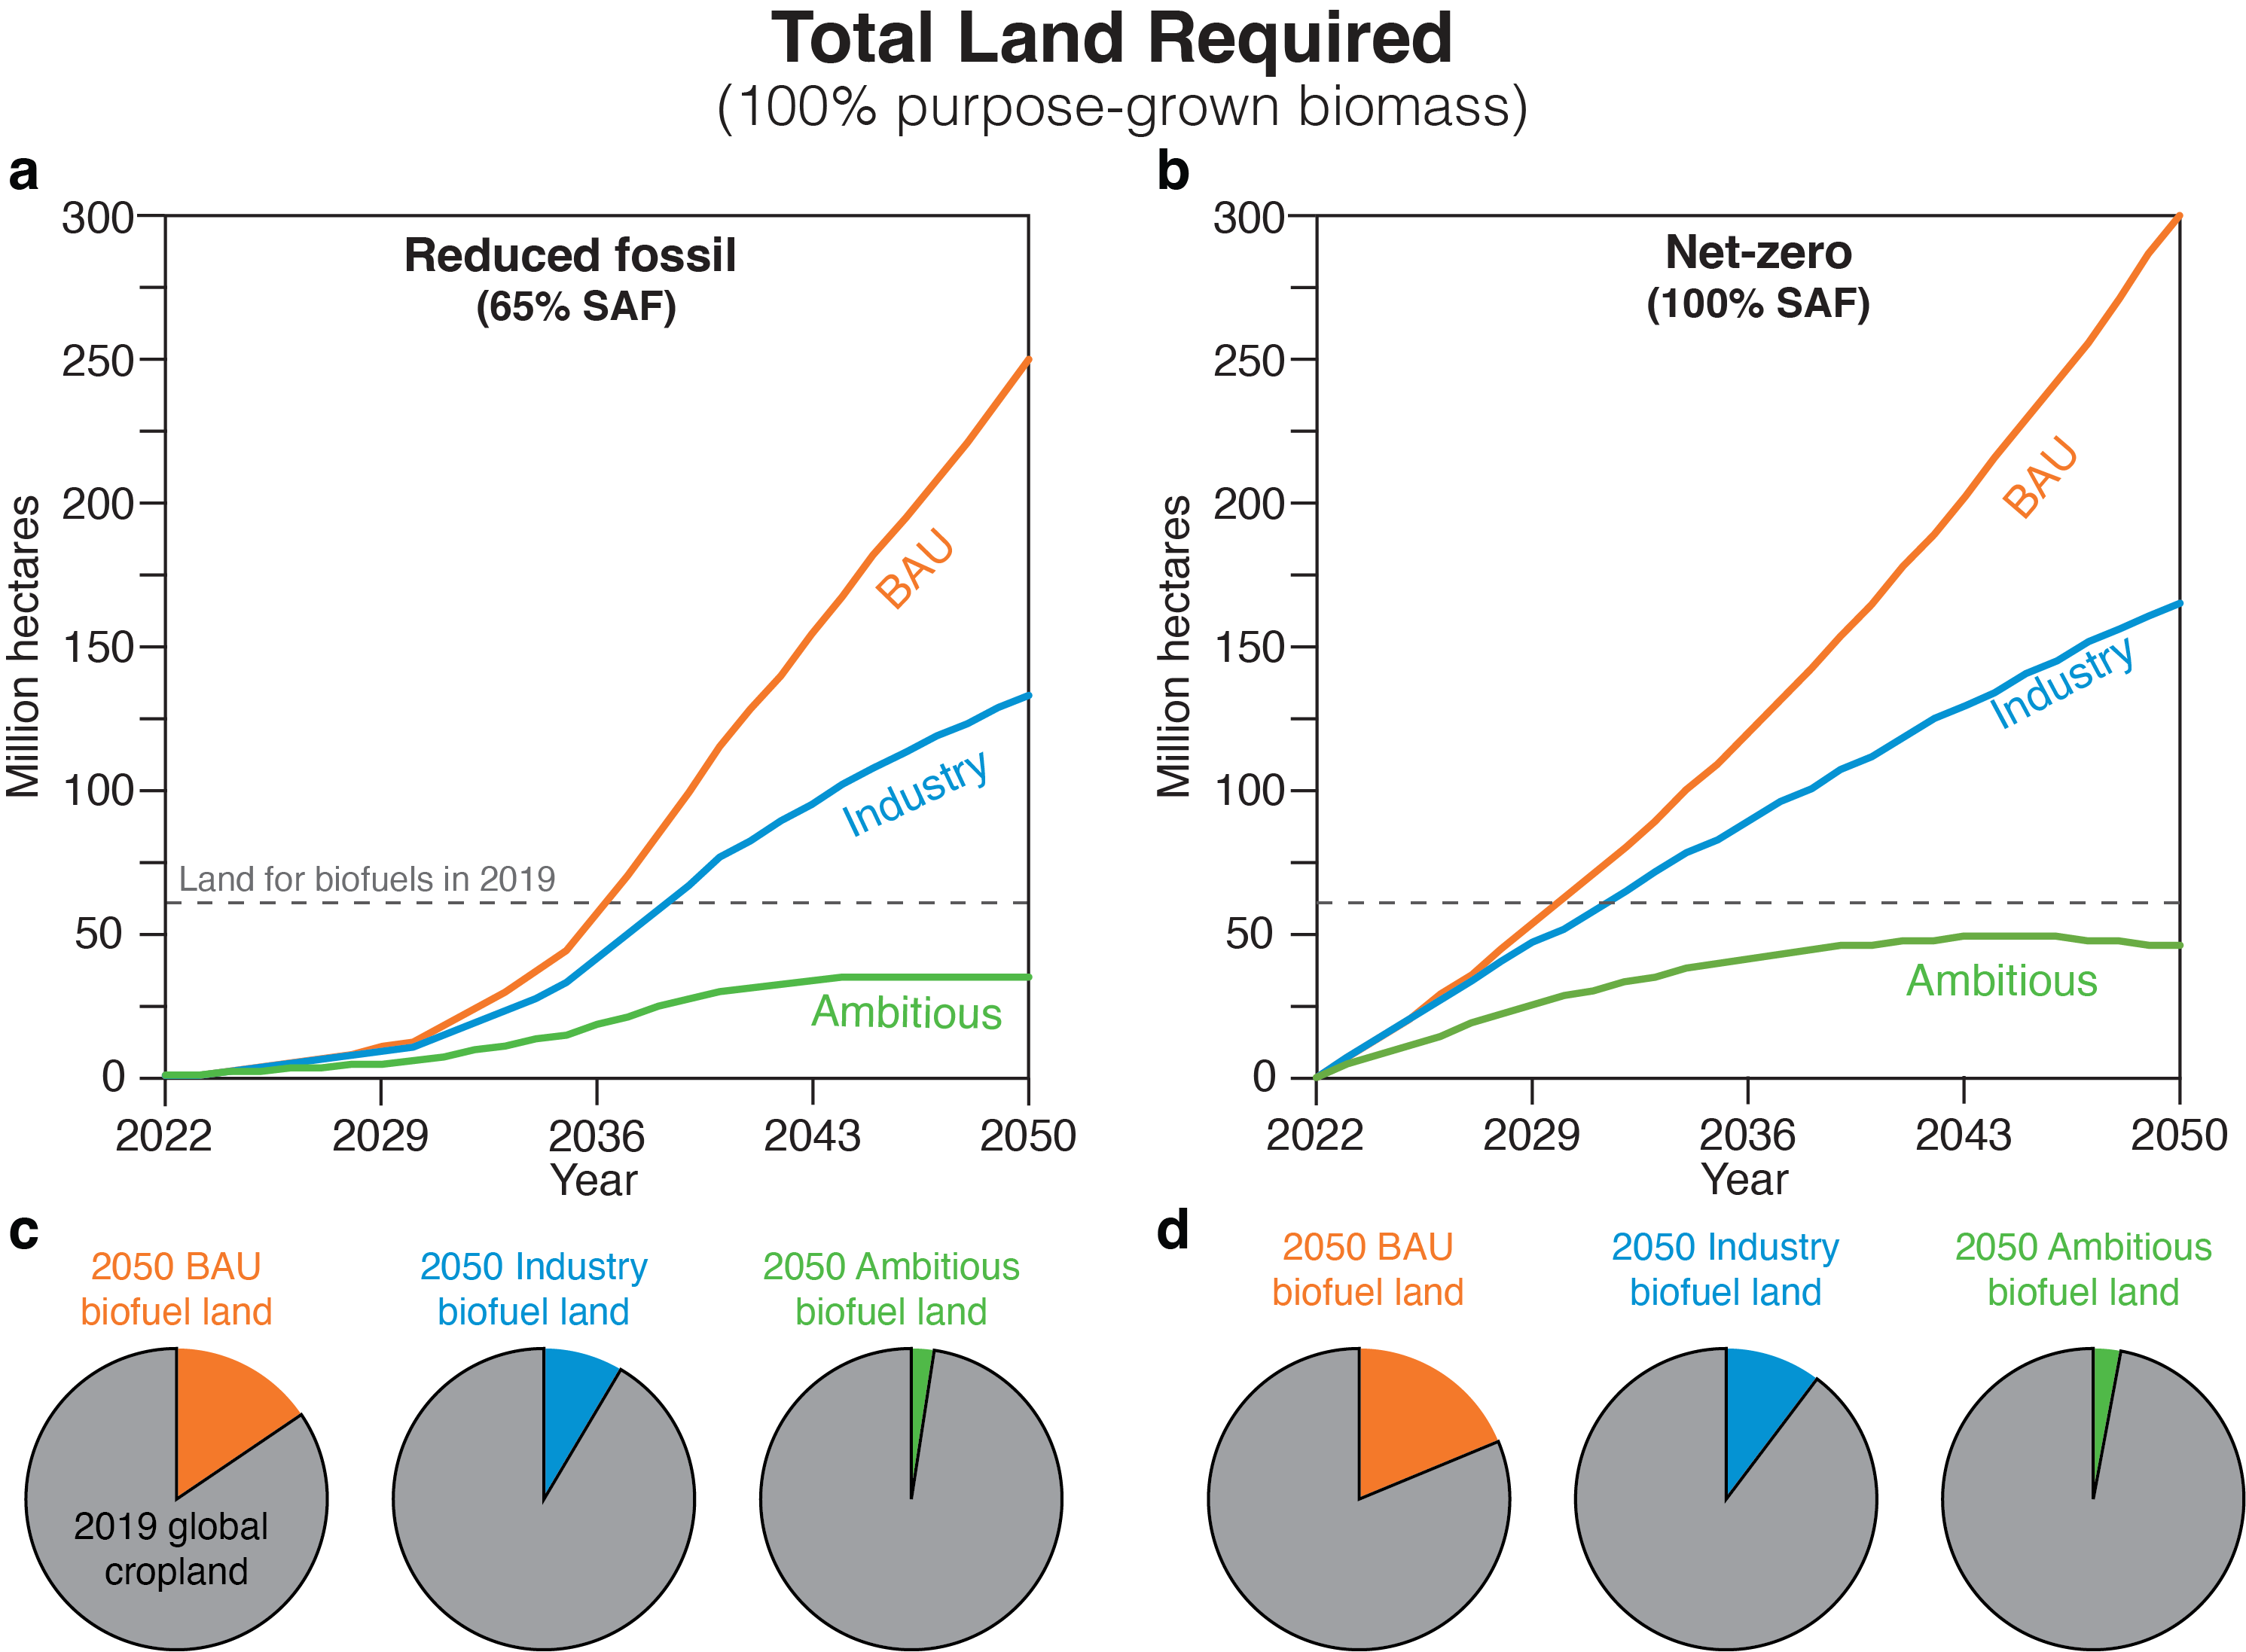 Total Land Required
(100% purpose-grown biomass)
a
300
250
200
150
100
50
0
Million hectares
Reduced fossil
(65% SAF)
BAU
Industry
Land for biofuels in 2019
Ambitious
2022
2029
2036
2043
2050
Year
b
300
250
200
150
100
50
0
Million hectares
Net-zero
(100% SAF)
BAU
Industry
Ambitious
2022
2029
2036
2043
2050
Year
c
2050 BAU
biofuel land
2050 Industry
biofuel land
2050 Ambitious
biofuel land
2019 global
cropland
d
2050 BAU
biofuel land
2050 Industry
biofuel land
2050 Ambitious
biofuel land